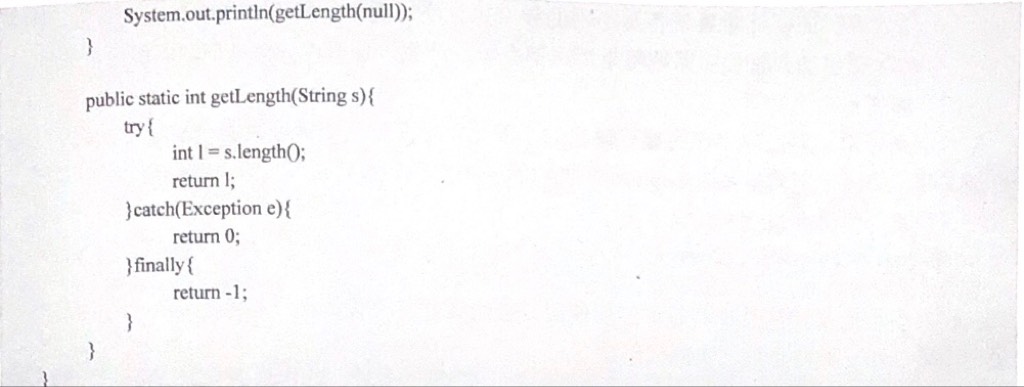 System.out.println(getLength(null));
}
public static int getLength(String s){
try{
int l = s.length();
return l;
}catch(Exception e){
return 0;
}finally{
return -1;
}
}
}